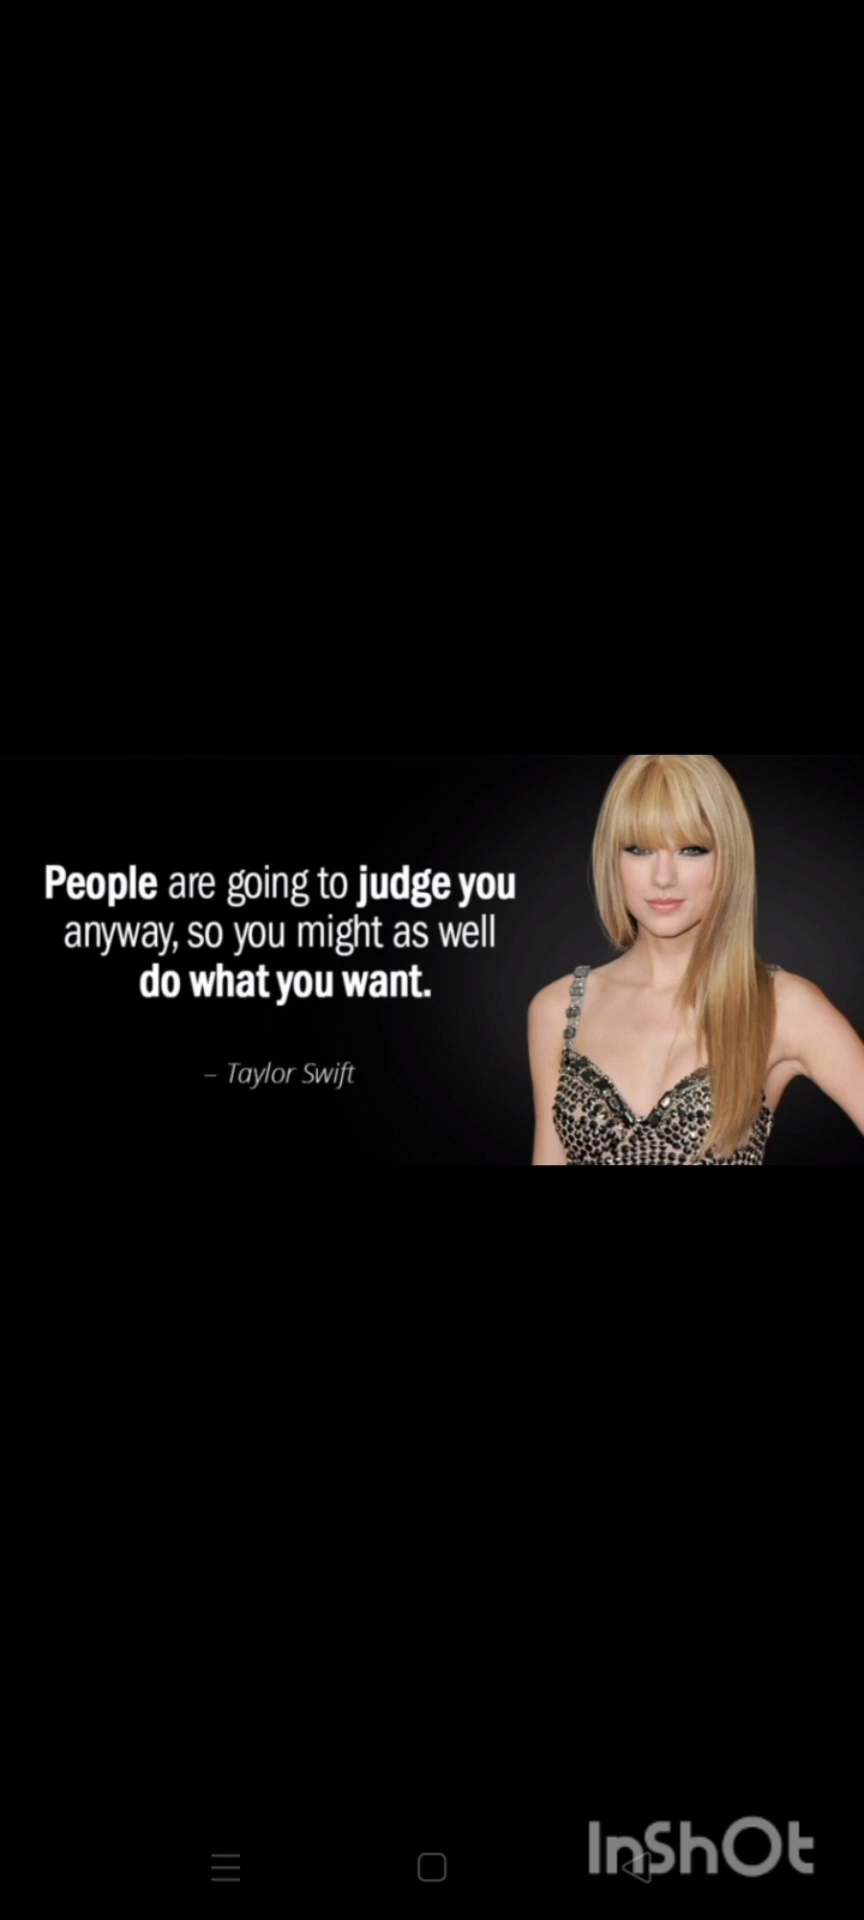 People are going to judge you
anyway, so you might as well
do what you want.
– Taylor Swift
InShOt